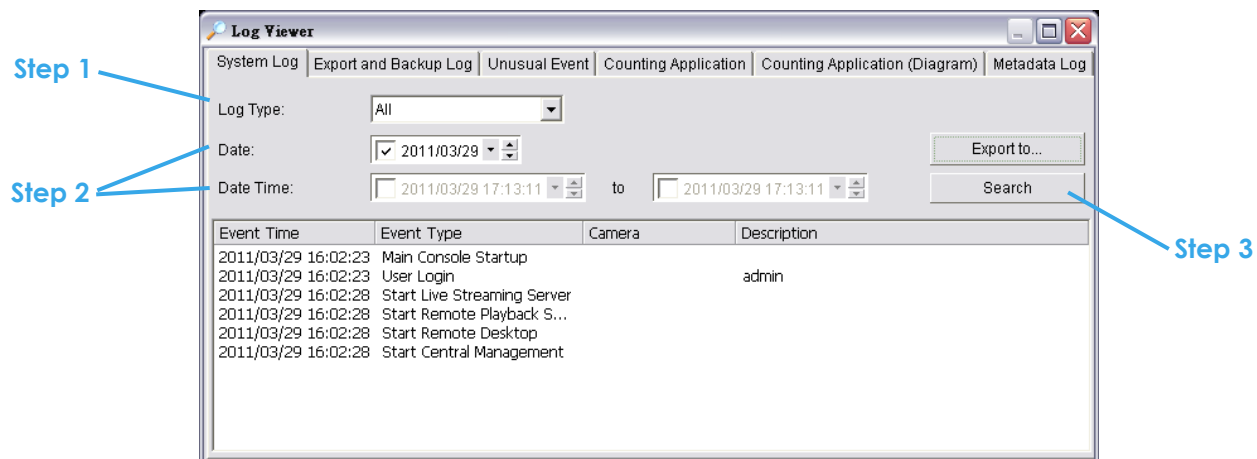 Log Viewer
System Log Export and Backup Log Unusual Event Counting Application Counting Application (Diagram) Metadata Log
Step 1
Log Type: All
Date: 2011/03/29 Export to...
Step 2
Date Time: 2011/03/29 17:13:11 to 2011/03/29 17:13:11 Search
Step 3
Event Time Event Type Camera Description
2011/03/29 16:02:23 Main Console Startup
2011/03/29 16:02:23 User Login admin
2011/03/29 16:02:28 Start Live Streaming Server
2011/03/29 16:02:28 Start Remote Playback S...
2011/03/29 16:02:28 Start Remote Desktop
2011/03/29 16:02:28 Start Central Management